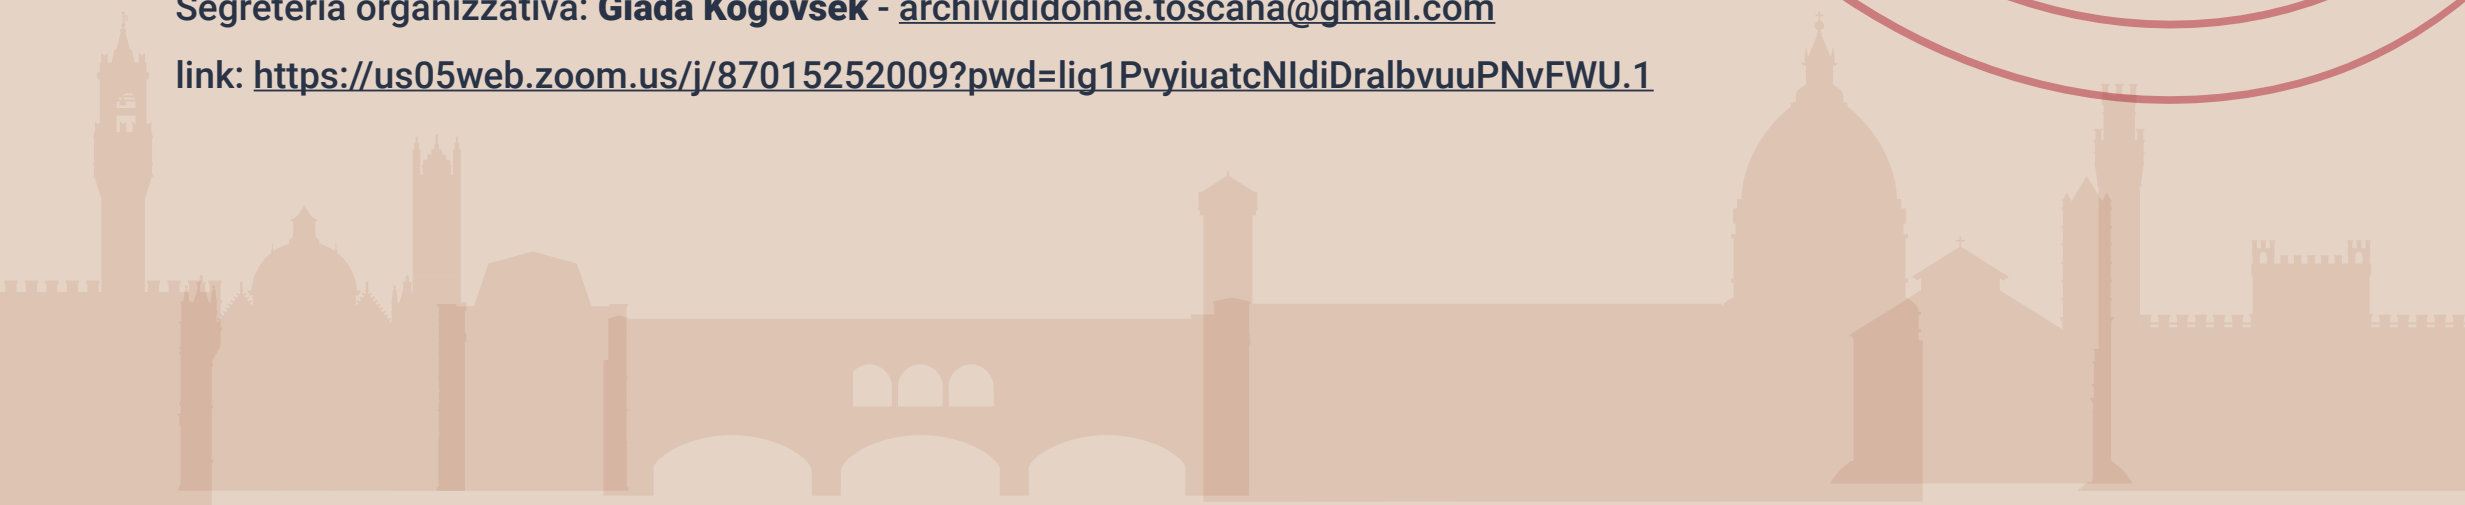 Segreteria organizzativa: Giada Kogovsek - archivididonne.toscana@gmail.com
link: https://us05web.zoom.us/j/87015252009?pwd=lig1PvyiuatcNIdiDralbvuuPNvFWU.1